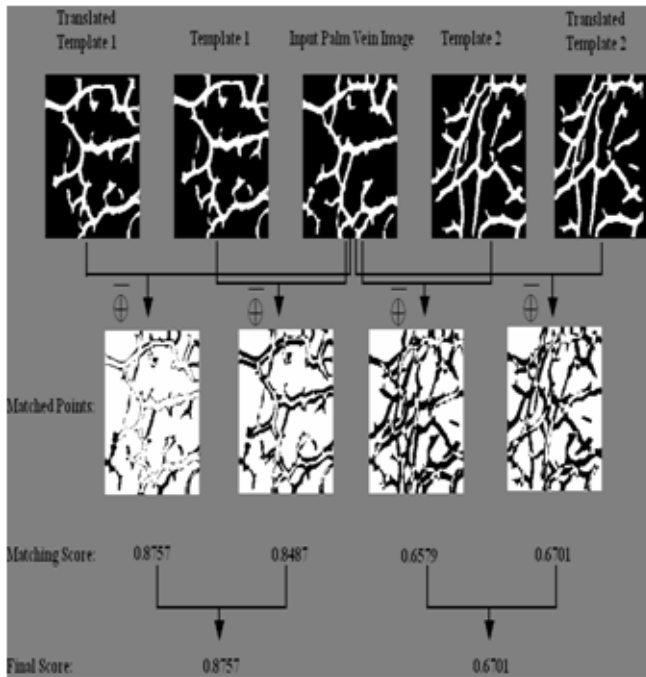 Translated
Template 1
Template 1
Input Palm Vein Image
Template 2
Translated
Template 2
Matched Points:
Matching Score:
0.8757
0.8487
0.6579
0.6701
Final Score:
0.8757
0.6701